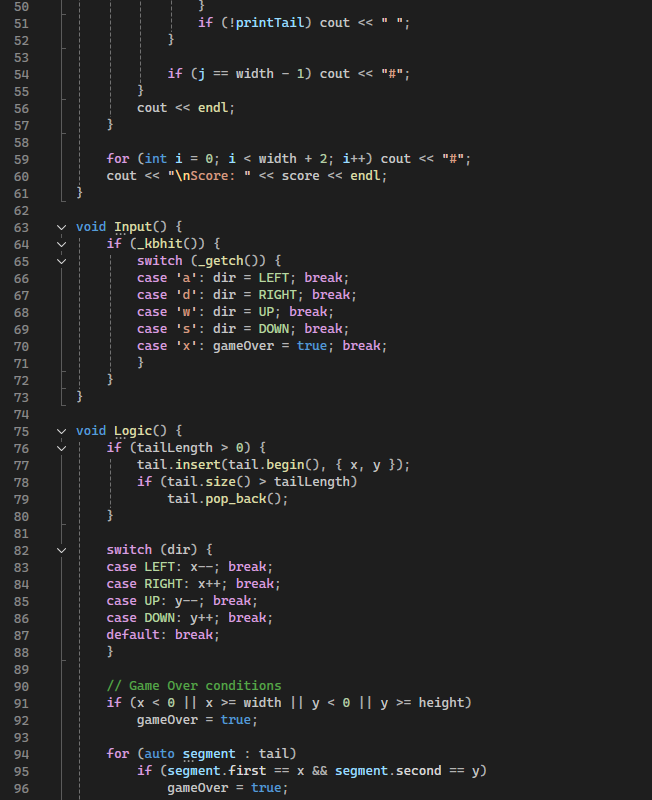 50 }
51 if (!printTail) cout << " ";
52 }
53
54 if (j == width - 1) cout << "#";
55 }
56 cout << endl;
57 }
58
59 for (int i = 0; i < width + 2; i++) cout << "#";
60 cout << "\nScore: " << score << endl;
61 }
62
63 void Input() {
64 if (_kbhit()) {
65 switch (_getch()) {
66 case 'a': dir = LEFT; break;
67 case 'd': dir = RIGHT; break;
68 case 'w': dir = UP; break;
69 case 's': dir = DOWN; break;
70 case 'x': gameOver = true; break;
71 }
72 }
73 }
74
75 void Logic() {
76 if (tailLength > 0) {
77 tail.insert(tail.begin(), { x, y });
78 if (tail.size() > tailLength)
79 tail.pop_back();
80 }
81
82 switch (dir) {
83 case LEFT: x--; break;
84 case RIGHT: x++; break;
85 case UP: y--; break;
86 case DOWN: y++; break;
87 default: break;
88 }
89
90 // Game Over conditions
91 if (x < 0 || x >= width || y < 0 || y >= height)
92 gameOver = true;
93
94 for (auto segment : tail)
95 if (segment.first == x && segment.second == y)
96 gameOver = true;